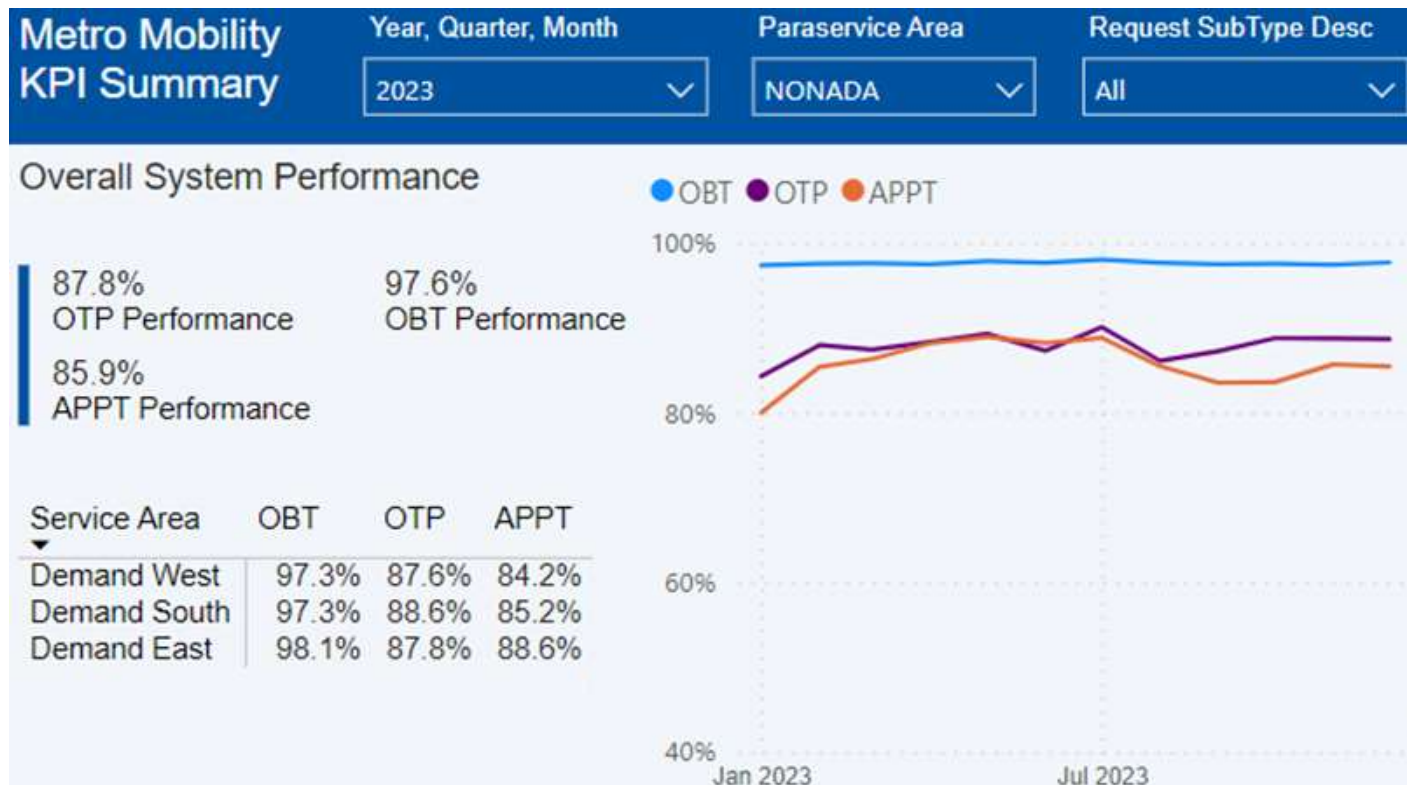 Metro Mobility
KPI Summary
Year, Quarter, Month
2023
Paraservice Area
NONADA
Request SubType Desc
All
Overall System Performance
87.8%
OTP Performance
97.6%
OBT Performance
85.9%
APPT Performance
Service Area OBT OTP APPT
Demand West 97.3% 87.6% 84.2%
Demand South 97.3% 88.6% 85.2%
Demand East 98.1% 87.8% 88.6%
OBT OTP APPT
100%
80%
60%
40%
Jan 2023 Jul 2023